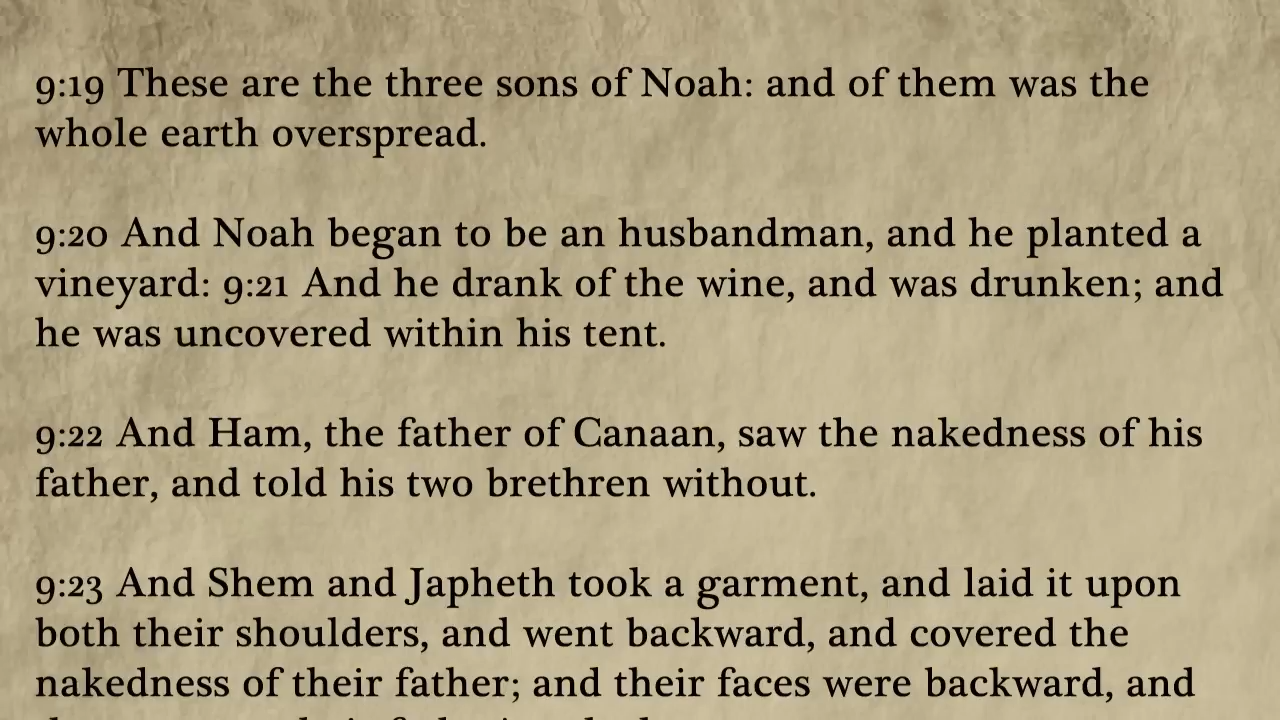 9:19 These are the three sons of Noah: and of them was the
whole earth overspread.
9:20 And Noah began to be an husbandman, and he planted a
vineyard: 9:21 And he drank of the wine, and was drunken; and
he was uncovered within his tent.
9:22 And Ham, the father of Canaan, saw the nakedness of his
father, and told his two brethren without.
9:23 And Shem and Japheth took a garment, and laid it upon
both their shoulders, and went backward, and covered the
nakedness of their father; and their faces were backward, and